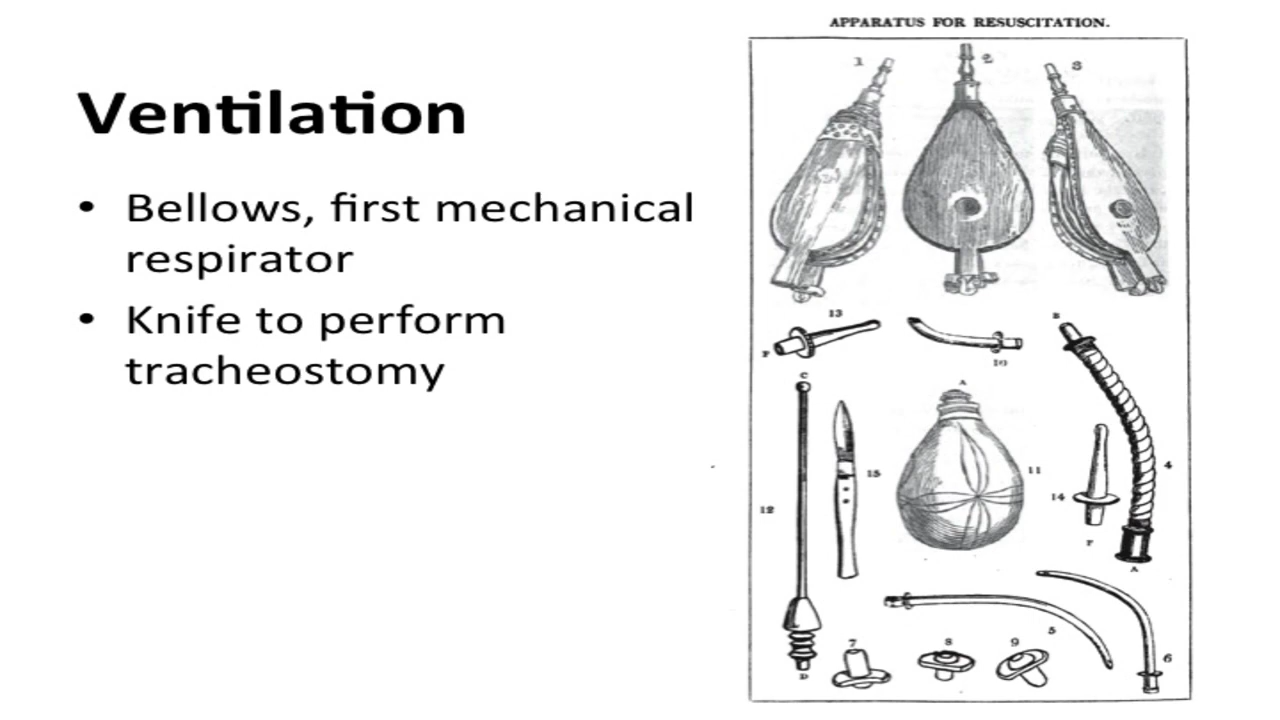 APPARATUS FOR RESUSCITATION.
Ventilation
• Bellows, first mechanical
respirator
• Knife to perform
tracheostomy
1
2
3
13
F
10
B
C
A
15
11
4
14
12
F
A
5
7
8
9
6
D